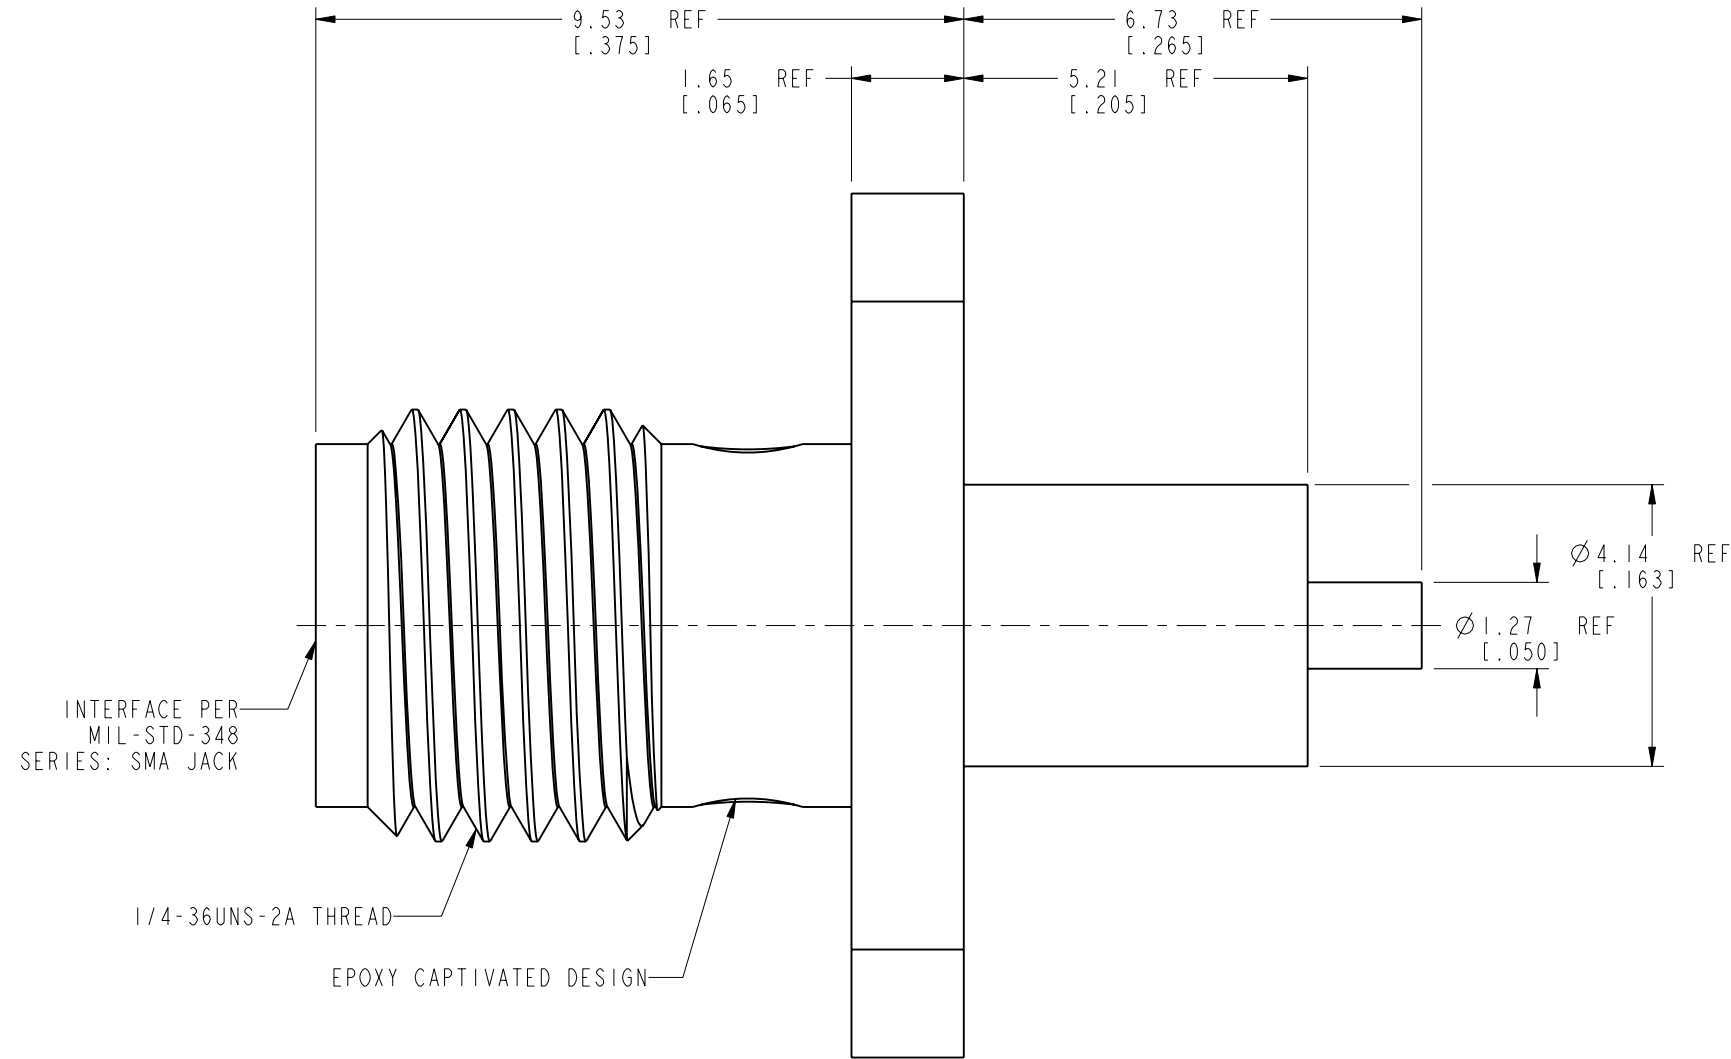 9.53 REF
[.375]
6.73 REF
[.265]
1.65 REF
[.065]
5.21 REF
[.205]
Ø4.14 REF
[.163]
Ø1.27 REF
[.050]
INTERFACE PER
MIL-STD-348
SERIES: SMA JACK
1/4-36UNS-2A THREAD
EPOXY CAPTIVATED DESIGN